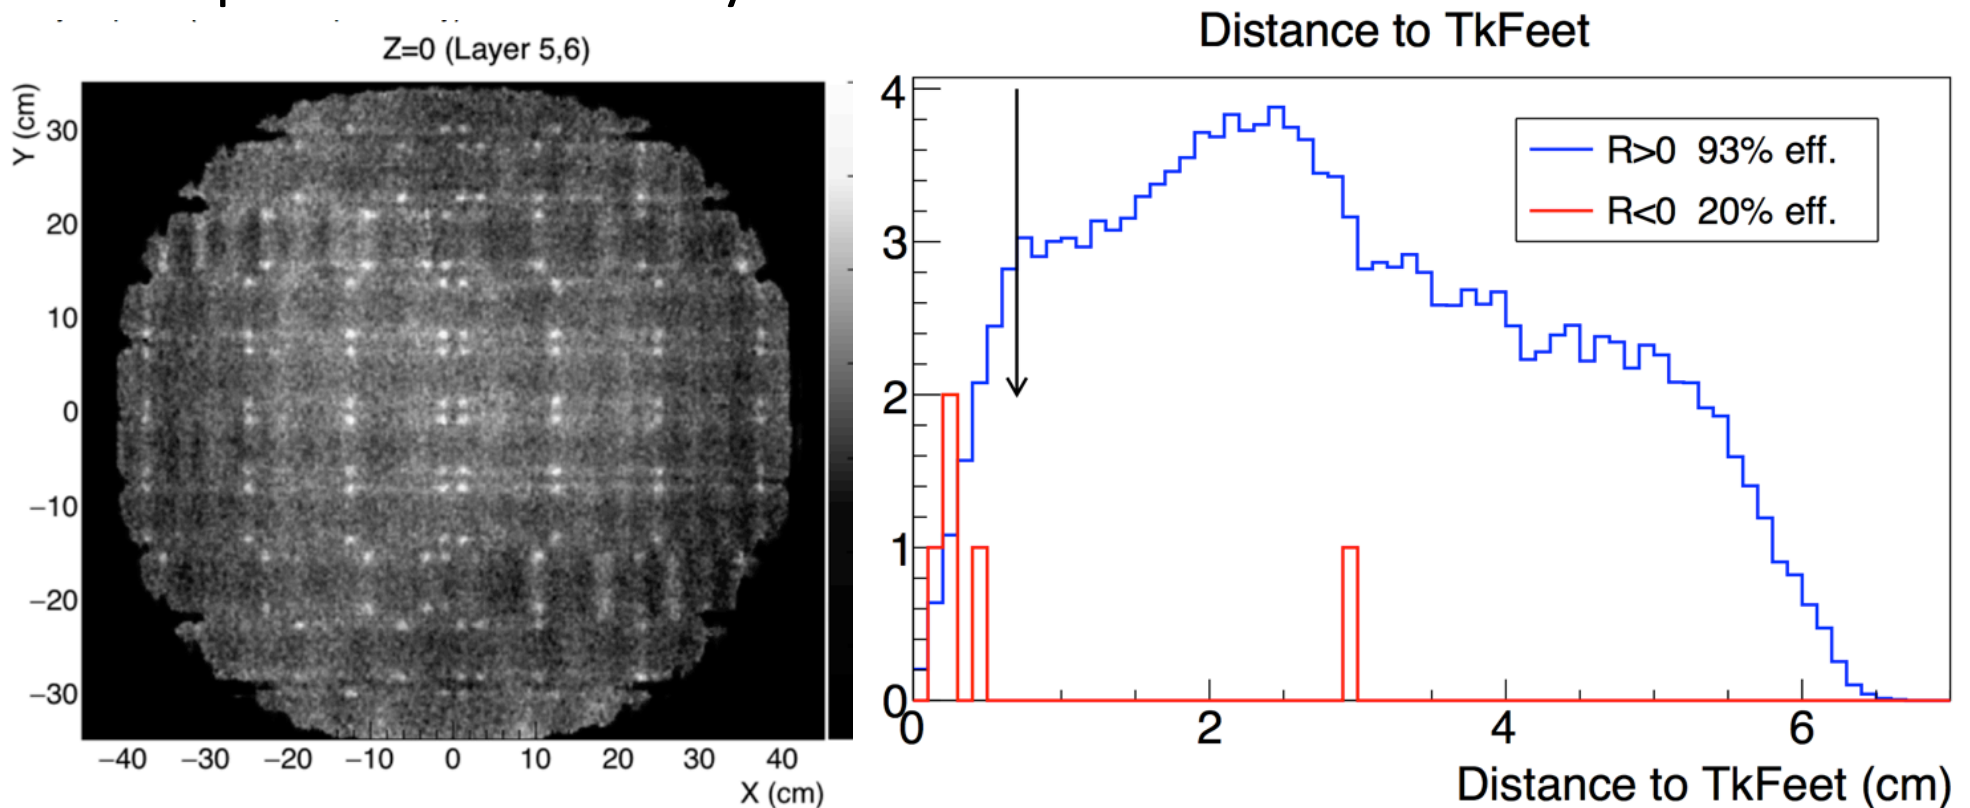 Z=0 (Layer 5,6)
Y (cm)
30
20
10
0
−10
−20
−30
−40 −30 −20 −10 0 10 20 30 40
X (cm)
Distance to TkFeet
4
3
2
1
0
R>0 93% eff.
R<0 20% eff.
0 2 4 6
Distance to TkFeet (cm)